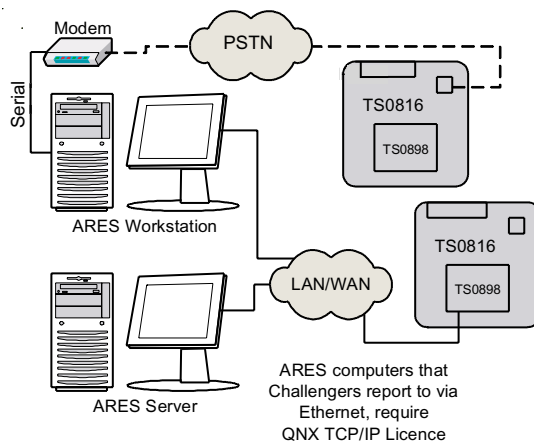 Modem
PSTN
Serial
TS0816
TS0898
ARES Workstation
TS0816
LAN/WAN
TS0898
ARES Server
ARES computers that
Challengers report to via
Ethernet, require
QNX TCP/IP Licence